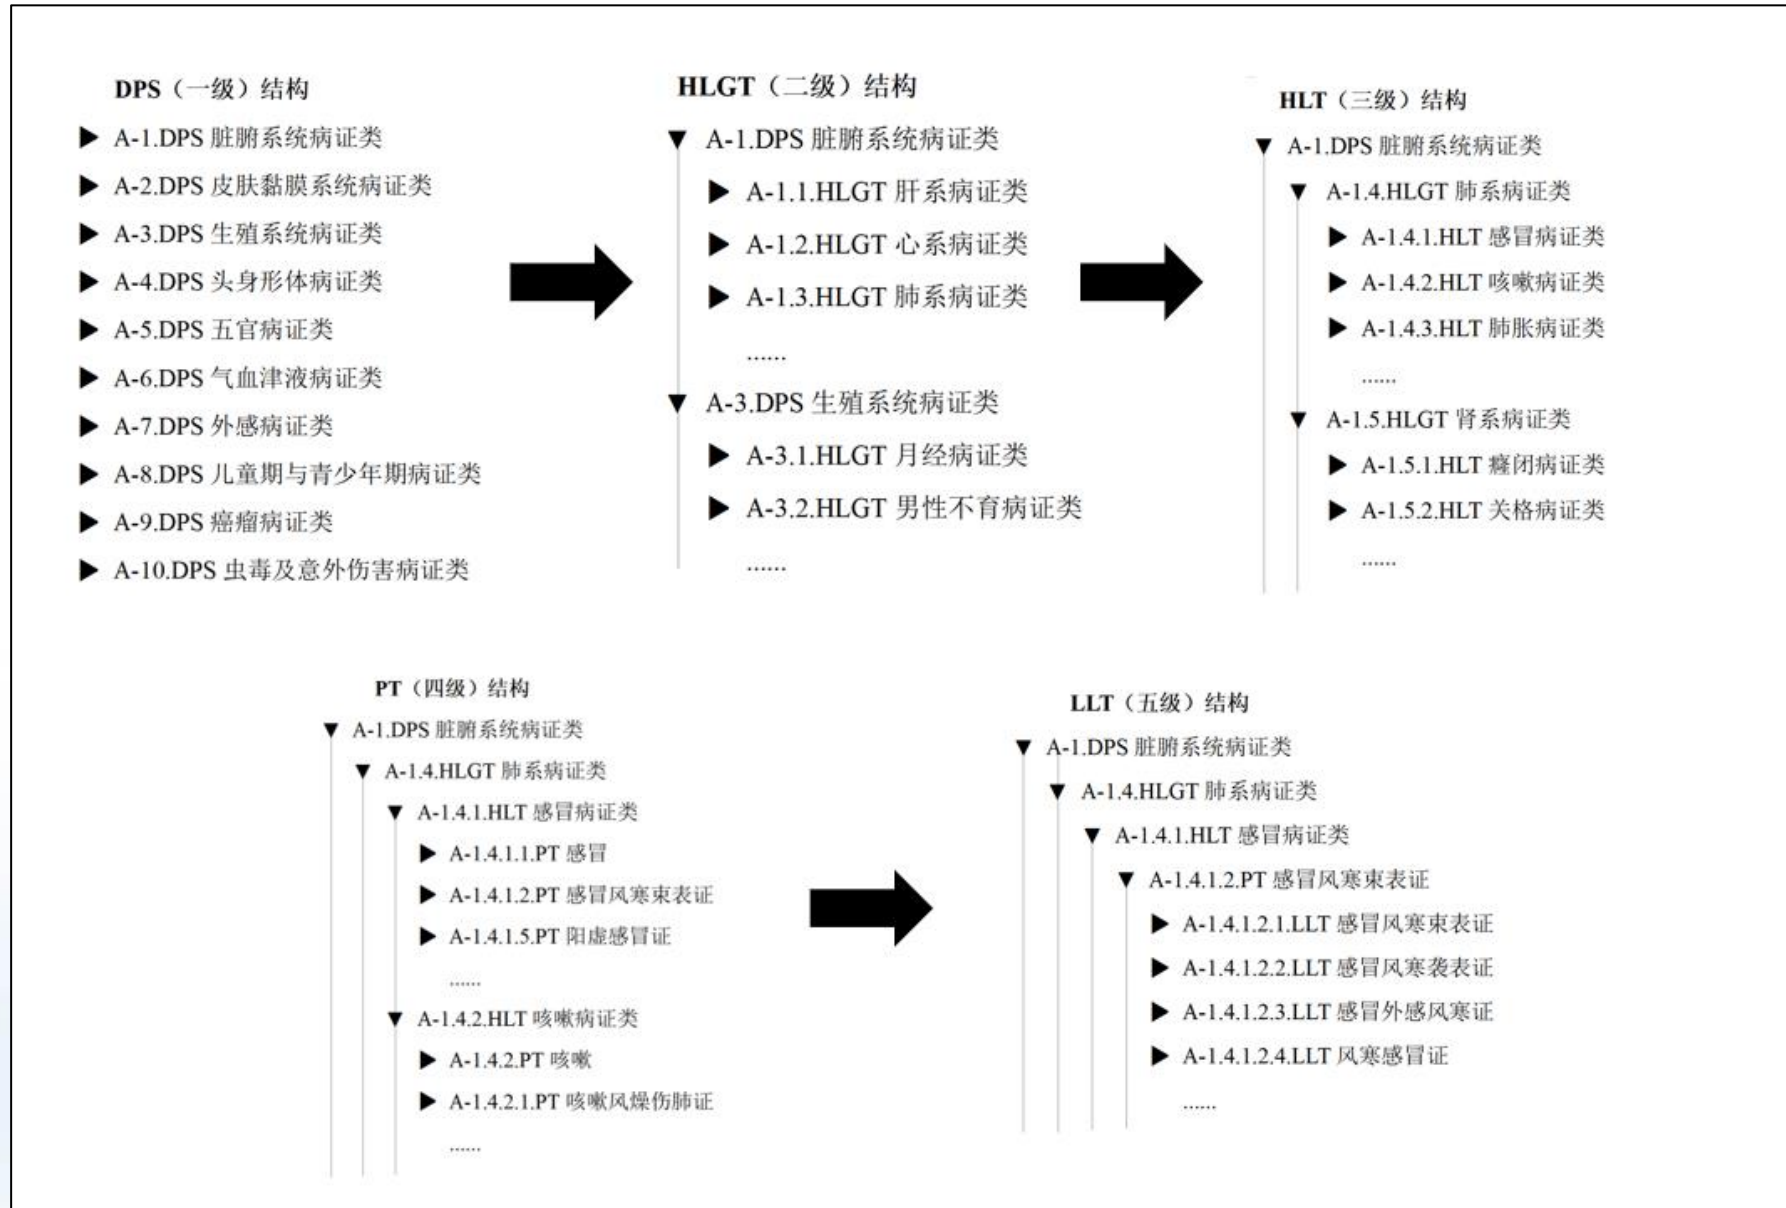 DPS（一级）结构
A-1.DPS 脏腑系统病证类
A-2.DPS 皮肤黏膜系统病证类
A-3.DPS 生殖系统病证类
A-4.DPS 头身形体病证类
A-5.DPS 五官病证类
A-6.DPS 气血津液病证类
A-7.DPS 外感病证类
A-8.DPS 儿童期与青少年期病证类
A-9.DPS 癌瘤病证类
A-10.DPS 虫毒及意外伤害病证类
HLGT（二级）结构
A-1.DPS 脏腑系统病证类
A-1.1.HLGT 肝系病证类
A-1.2.HLGT 心系病证类
A-1.3.HLGT 肺系病证类
......
A-3.DPS 生殖系统病证类
A-3.1.HLGT 月经病证类
A-3.2.HLGT 男性不育病证类
......
HLT（三级）结构
A-1.DPS 脏腑系统病证类
A-1.4.HLGT 肺系病证类
A-1.4.1.HLT 感冒病证类
A-1.4.2.HLT 咳嗽病证类
A-1.4.3.HLT 肺胀病证类
......
A-1.5.HLGT 肾系病证类
A-1.5.1.HLT 癃闭病证类
A-1.5.2.HLT 关格病证类
......
PT（四级）结构
A-1.DPS 脏腑系统病证类
A-1.4.HLGT 肺系病证类
A-1.4.1.HLT 感冒病证类
A-1.4.1.1.PT 感冒
A-1.4.1.2.PT 感冒风寒束表证
A-1.4.1.5.PT 阳虚感冒证
......
A-1.4.2.HLT 咳嗽病证类
A-1.4.2.PT 咳嗽
A-1.4.2.1.PT 咳嗽风燥伤肺证
......
LLT（五级）结构
A-1.DPS 脏腑系统病证类
A-1.4.HLGT 肺系病证类
A-1.4.1.HLT 感冒病证类
A-1.4.1.2.PT 感冒风寒束表证
A-1.4.1.2.1.LLT 感冒风寒束表证
A-1.4.1.2.2.LLT 感冒风寒袭表证
A-1.4.1.2.3.LLT 感冒外感风寒证
A-1.4.1.2.4.LLT 风寒感冒证
......